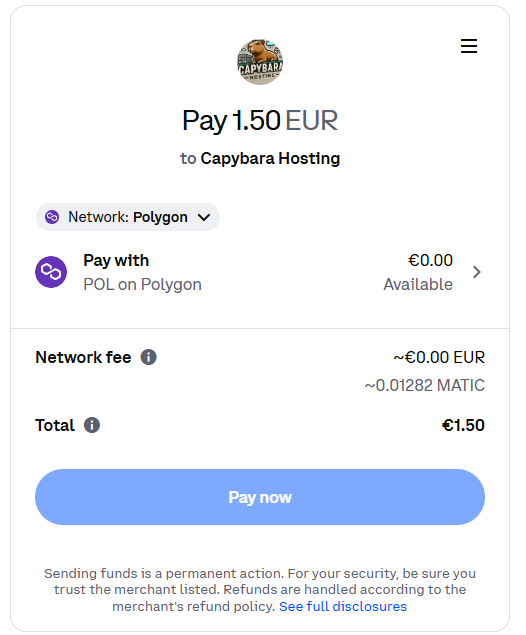 CAPYBARA
HOSTING
Pay 1.50 EUR
to Capybara Hosting
Network: Polygon
Pay with
€0.00
POL on Polygon
Available
Network fee
~€0.00 EUR
~0.01282 MATIC
Total
€1.50
Pay now
Sending funds is a permanent action. For your security, be sure you
trust the merchant listed. Refunds are handled according to the
merchant's refund policy. See full disclosures